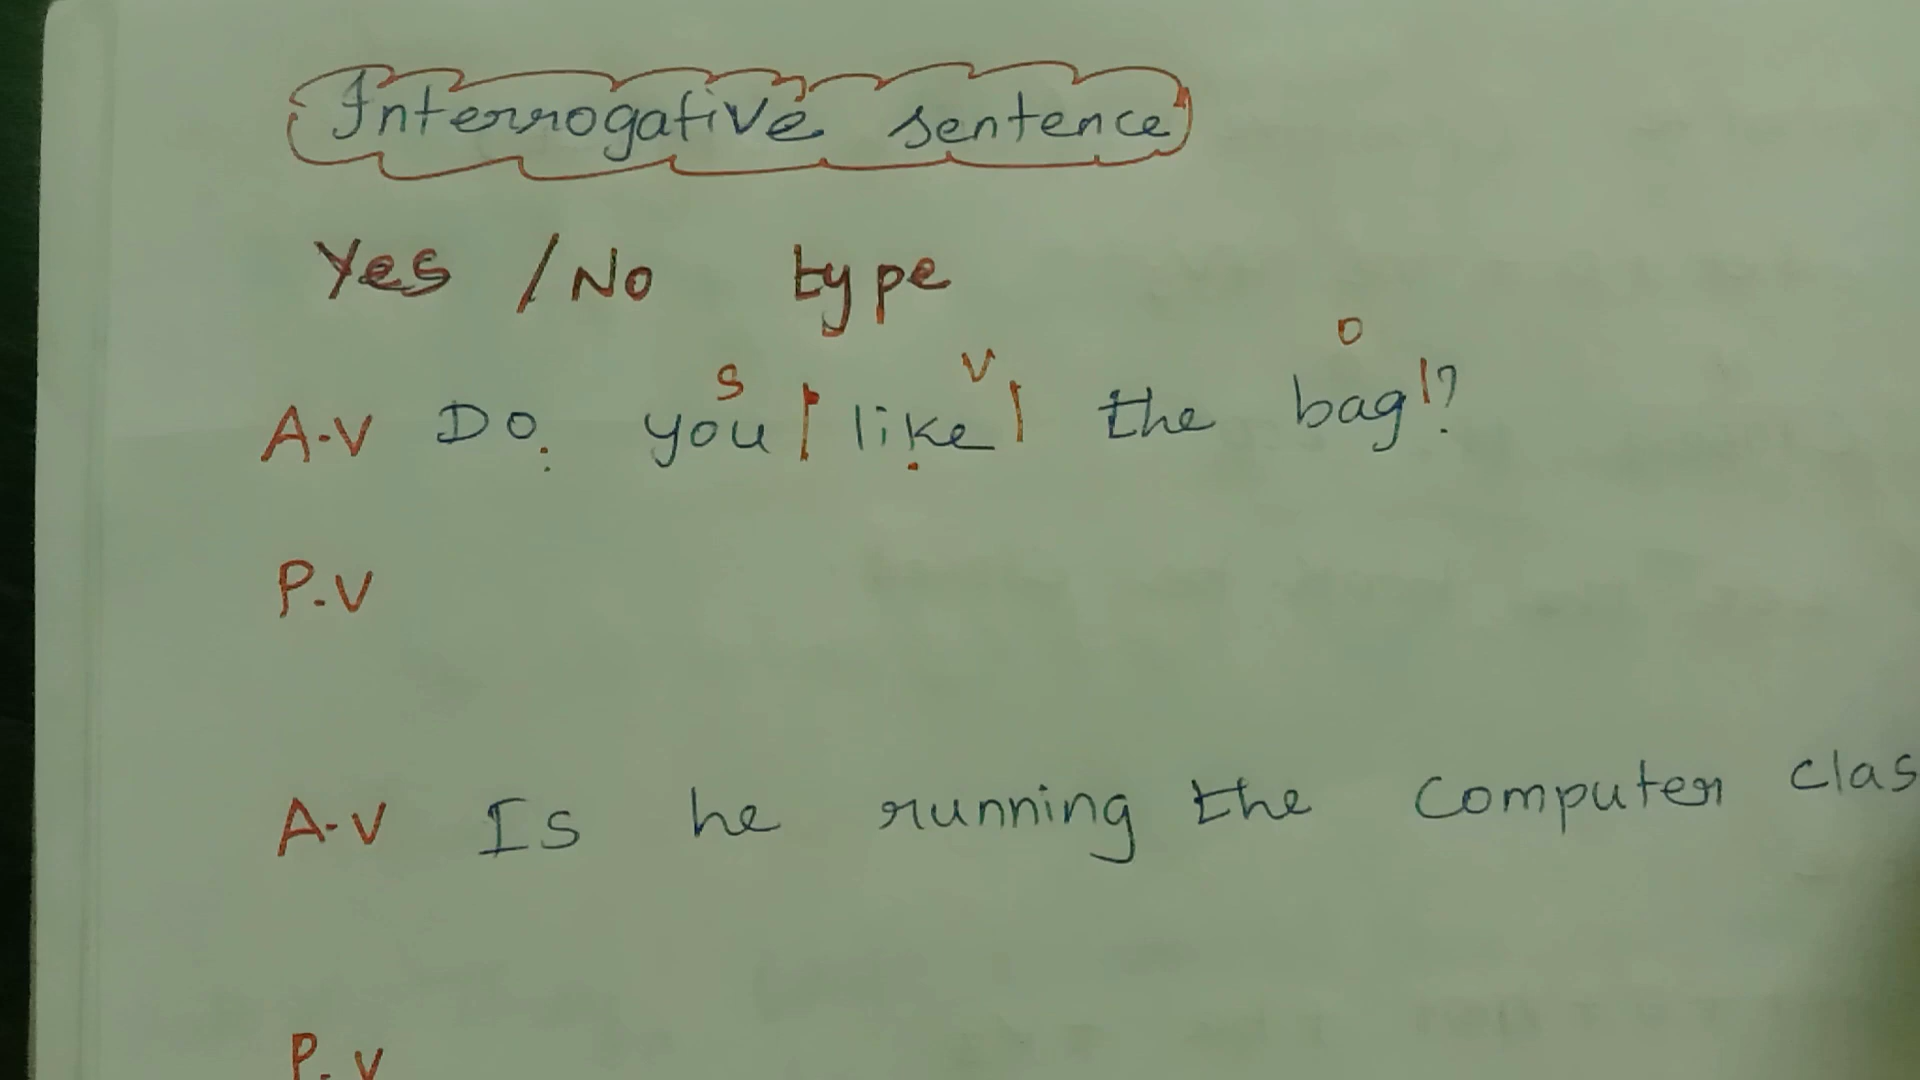 Interrogative sentence
Yes / No type
S V O
A.V Do you | like | the bag|?
P.V
A.V Is he running the computer clas
P.V